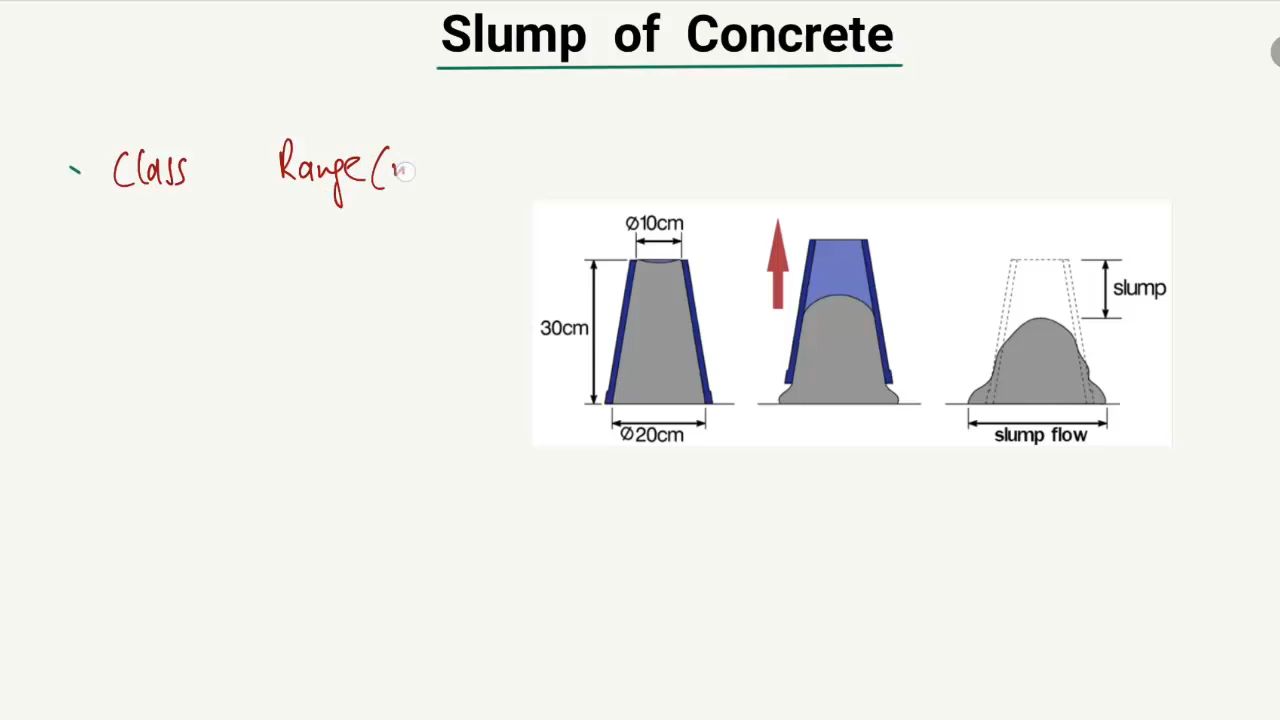 Slump of Concrete
Class Range(
Ø10cm
30cm
Ø20cm
slump
slump flow